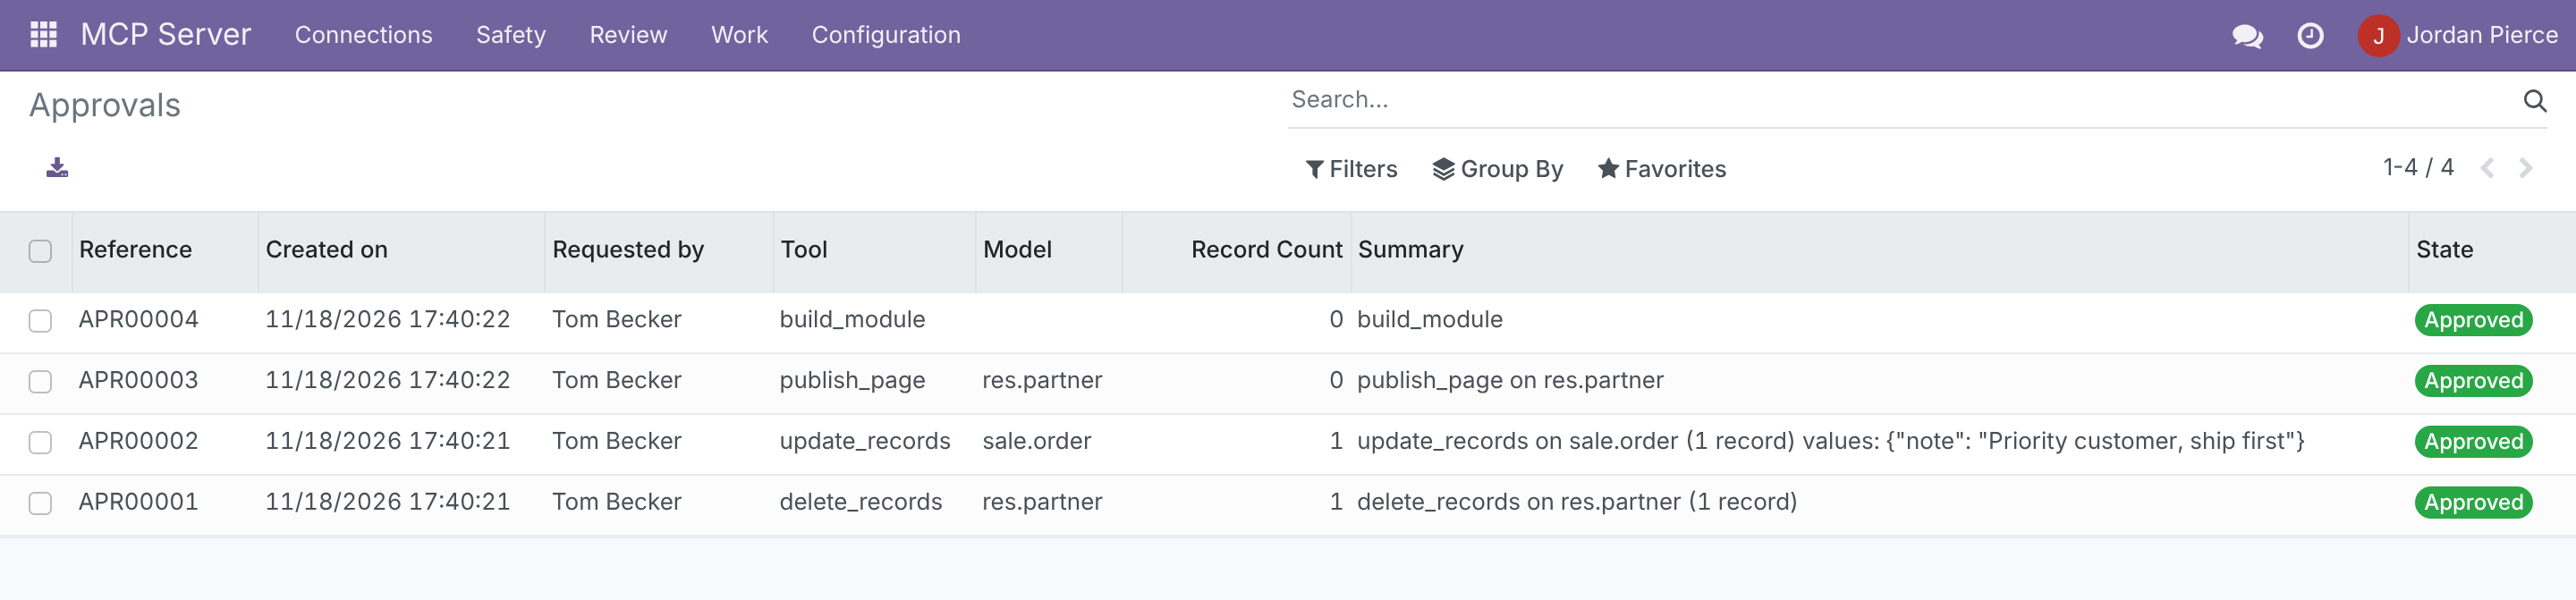 MCP Server Connections Safety Review Work Configuration J Jordan Pierce
Approvals Search...
Filters Group By Favorites 1-4 / 4
Reference Created on Requested by Tool Model Record Count Summary State
APR00004 11/18/2026 17:40:22 Tom Becker build_module 0 build_module Approved
APR00003 11/18/2026 17:40:22 Tom Becker publish_page res.partner 0 publish_page on res.partner Approved
APR00002 11/18/2026 17:40:21 Tom Becker update_records sale.order 1 update_records on sale.order (1 record) values: {"note": "Priority customer, ship first"} Approved
APR00001 11/18/2026 17:40:21 Tom Becker delete_records res.partner 1 delete_records on res.partner (1 record) Approved